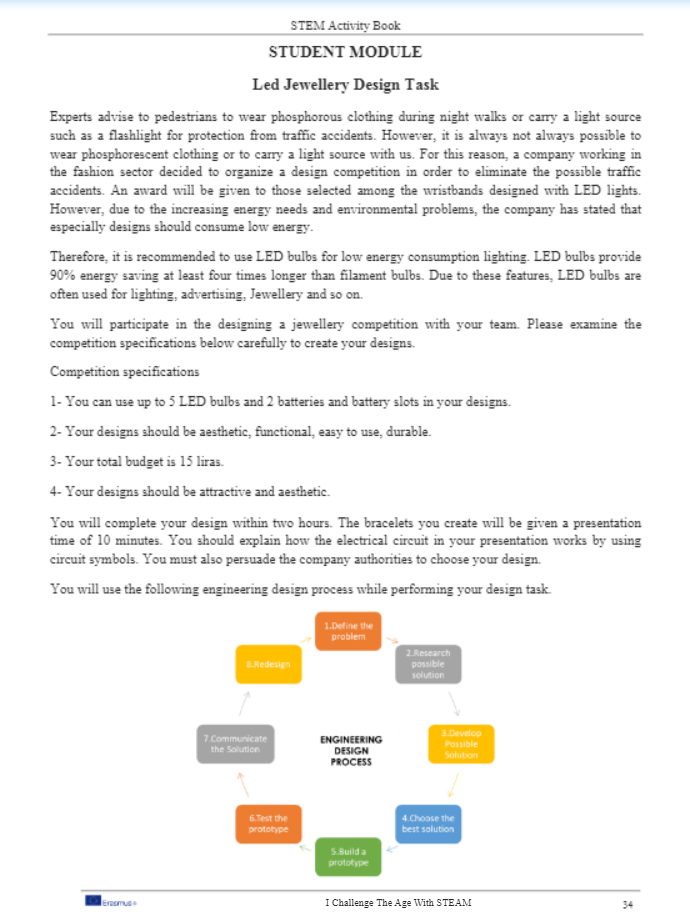 STEM Activity Book
STUDENT MODULE
Led Jewellery Design Task
Experts advise to pedestrians to wear phosphorous clothing during night walks or carry a light source
such as a flashlight for protection from traffic accidents. However, it is always not always possible to
wear phosphorescent clothing or to carry a light source with us. For this reason, a company working in
the fashion sector decided to organize a design competition in order to eliminate the possible traffic
accidents. An award will be given to those selected among the wristbands designed with LED lights.
However, due to the increasing energy needs and environmental problems, the company has stated that
especially designs should consume low energy.
Therefore, it is recommended to use LED bulbs for low energy consumption lighting. LED bulbs provide
90% energy saving at least four times longer than filament bulbs. Due to these features, LED bulbs are
often used for lighting, advertising, Jewellery and so on.
You will participate in the designing a jewellery competition with your team. Please examine the
competition specifications below carefully to create your designs.
Competition specifications
1- You can use up to 5 LED bulbs and 2 batteries and battery slots in your designs.
2- Your designs should be aesthetic, functional, easy to use, durable.
3- Your total budget is 15 liras.
4- Your designs should be attractive and aesthetic.
You will complete your design within two hours. The bracelets you create will be given a presentation
time of 10 minutes. You should explain how the electrical circuit in your presentation works by using
circuit symbols. You must also persuade the company authorities to choose your design.
You will use the following engineering design process while performing your design task.
1.Define the
problem
2.Research
possible
solution
3.Develop
Possible
Solution
4.Choose the
best solution
5.Build a
prototype
6.Test the
prototype
7.Communicate
the Solution
8.Redesign
ENGINEERING
DESIGN
PROCESS
Erasmus+
I Challenge The Age With STEAM
34